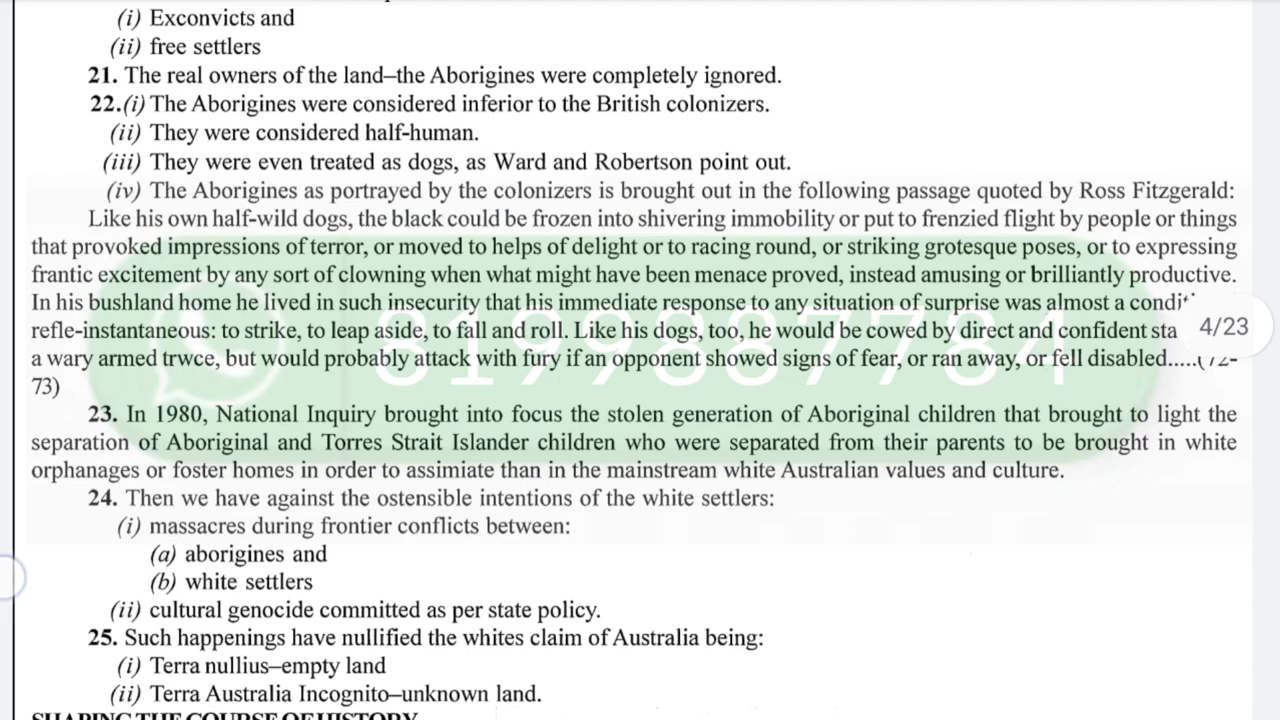 (i) Exconvicts and
(ii) free settlers
21. The real owners of the land–the Aborigines were completely ignored.
22.(i) The Aborigines were considered inferior to the British colonizers.
(ii) They were considered half-human.
(iii) They were even treated as dogs, as Ward and Robertson point out.
(iv) The Aborigines as portrayed by the colonizers is brought out in the following passage quoted by Ross Fitzgerald:
Like his own half-wild dogs, the black could be frozen into shivering immobility or put to frenzied flight by people or things
that provoked impressions of terror, or moved to helps of delight or to racing round, or striking grotesque poses, or to expressing
frantic excitement by any sort of clowning when what might have been menace proved, instead amusing or brilliantly productive.
In his bushland home he lived in such insecurity that his immediate response to any situation of surprise was almost a condit
refle-instantaneous: to strike, to leap aside, to fall and roll. Like his dogs, too, he would be cowed by direct and confident sta
4/23
a wary armed trwce, but would probably attack with fury if an opponent showed signs of fear, or ran away, or fell disabled.....(72-
73)
8199887784
23. In 1980, National Inquiry brought into focus the stolen generation of Aboriginal children that brought to light the
separation of Aboriginal and Torres Strait Islander children who were separated from their parents to be brought in white
orphanages or foster homes in order to assimiate than in the mainstream white Australian values and culture.
24. Then we have against the ostensible intentions of the white settlers:
(i) massacres during frontier conflicts between:
(a) aborigines and
(b) white settlers
(ii) cultural genocide committed as per state policy.
25. Such happenings have nullified the whites claim of Australia being:
(i) Terra nullius–empty land
(ii) Terra Australia Incognito–unknown land.
SHAPING THE COURSE OF HISTORY